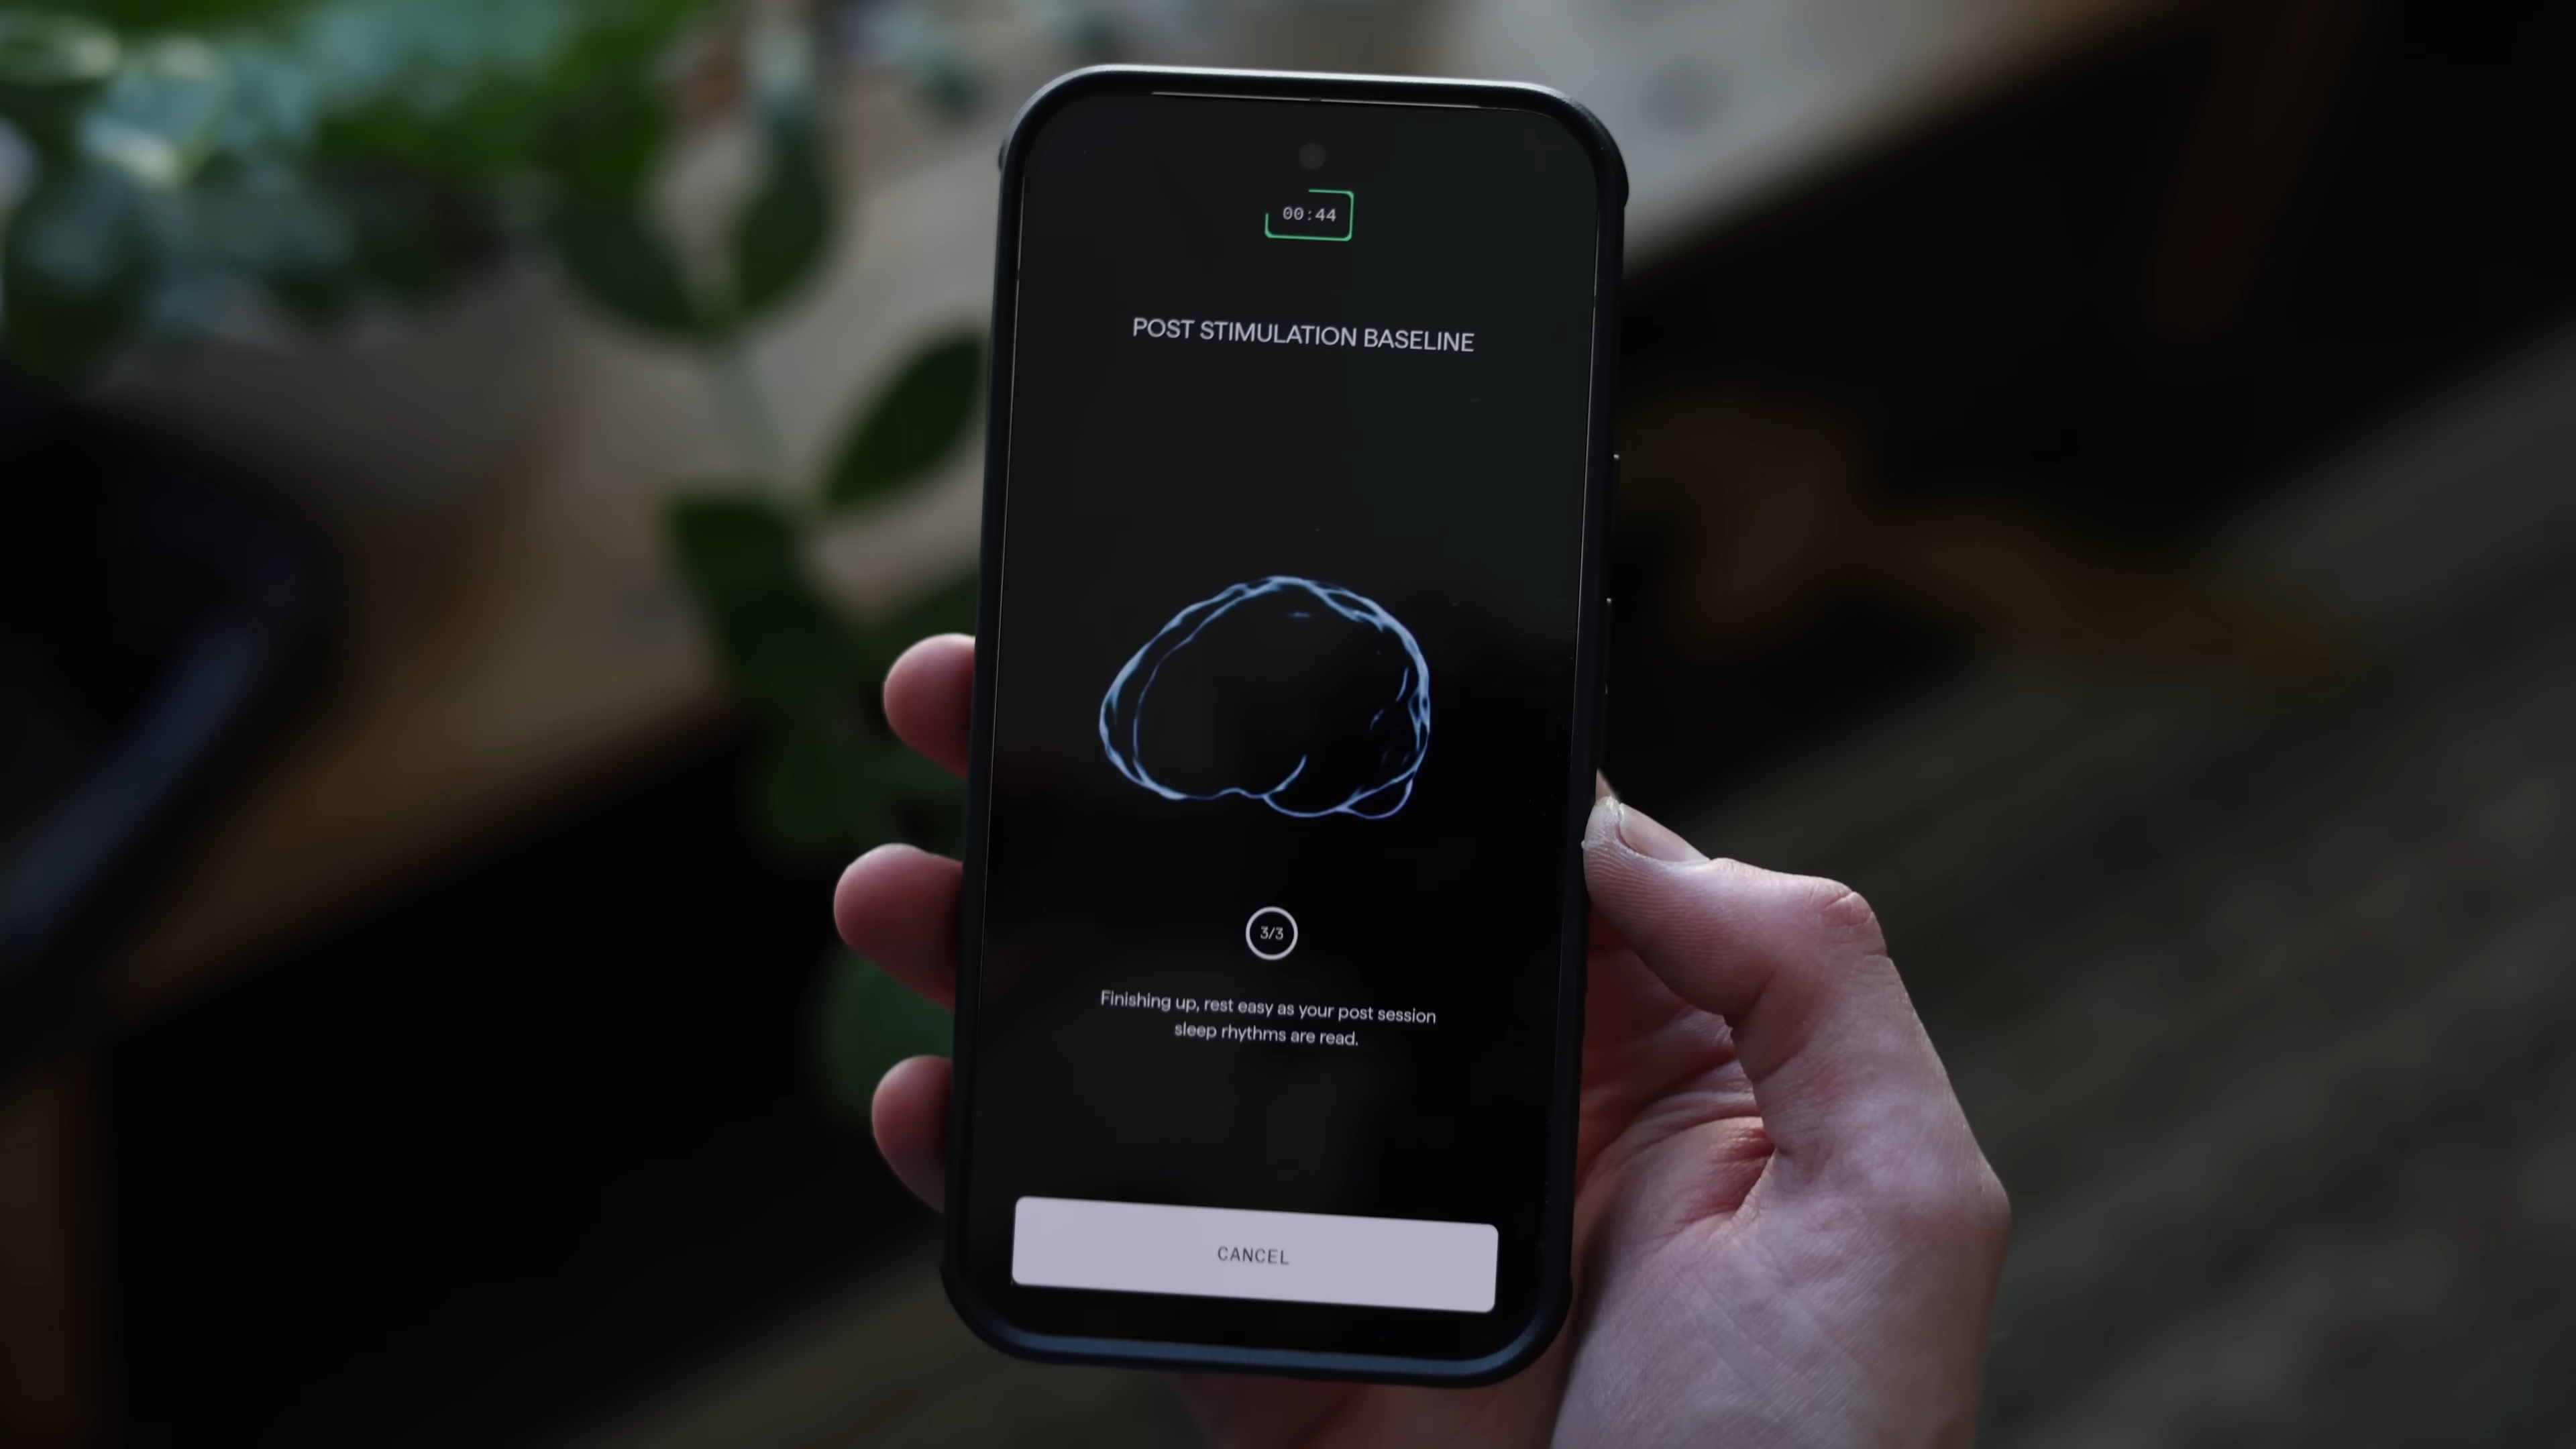 00:44
POST STIMULATION BASELINE
3/3
Finishing up, rest easy as your post session
sleep rhythms are read.
CANCEL